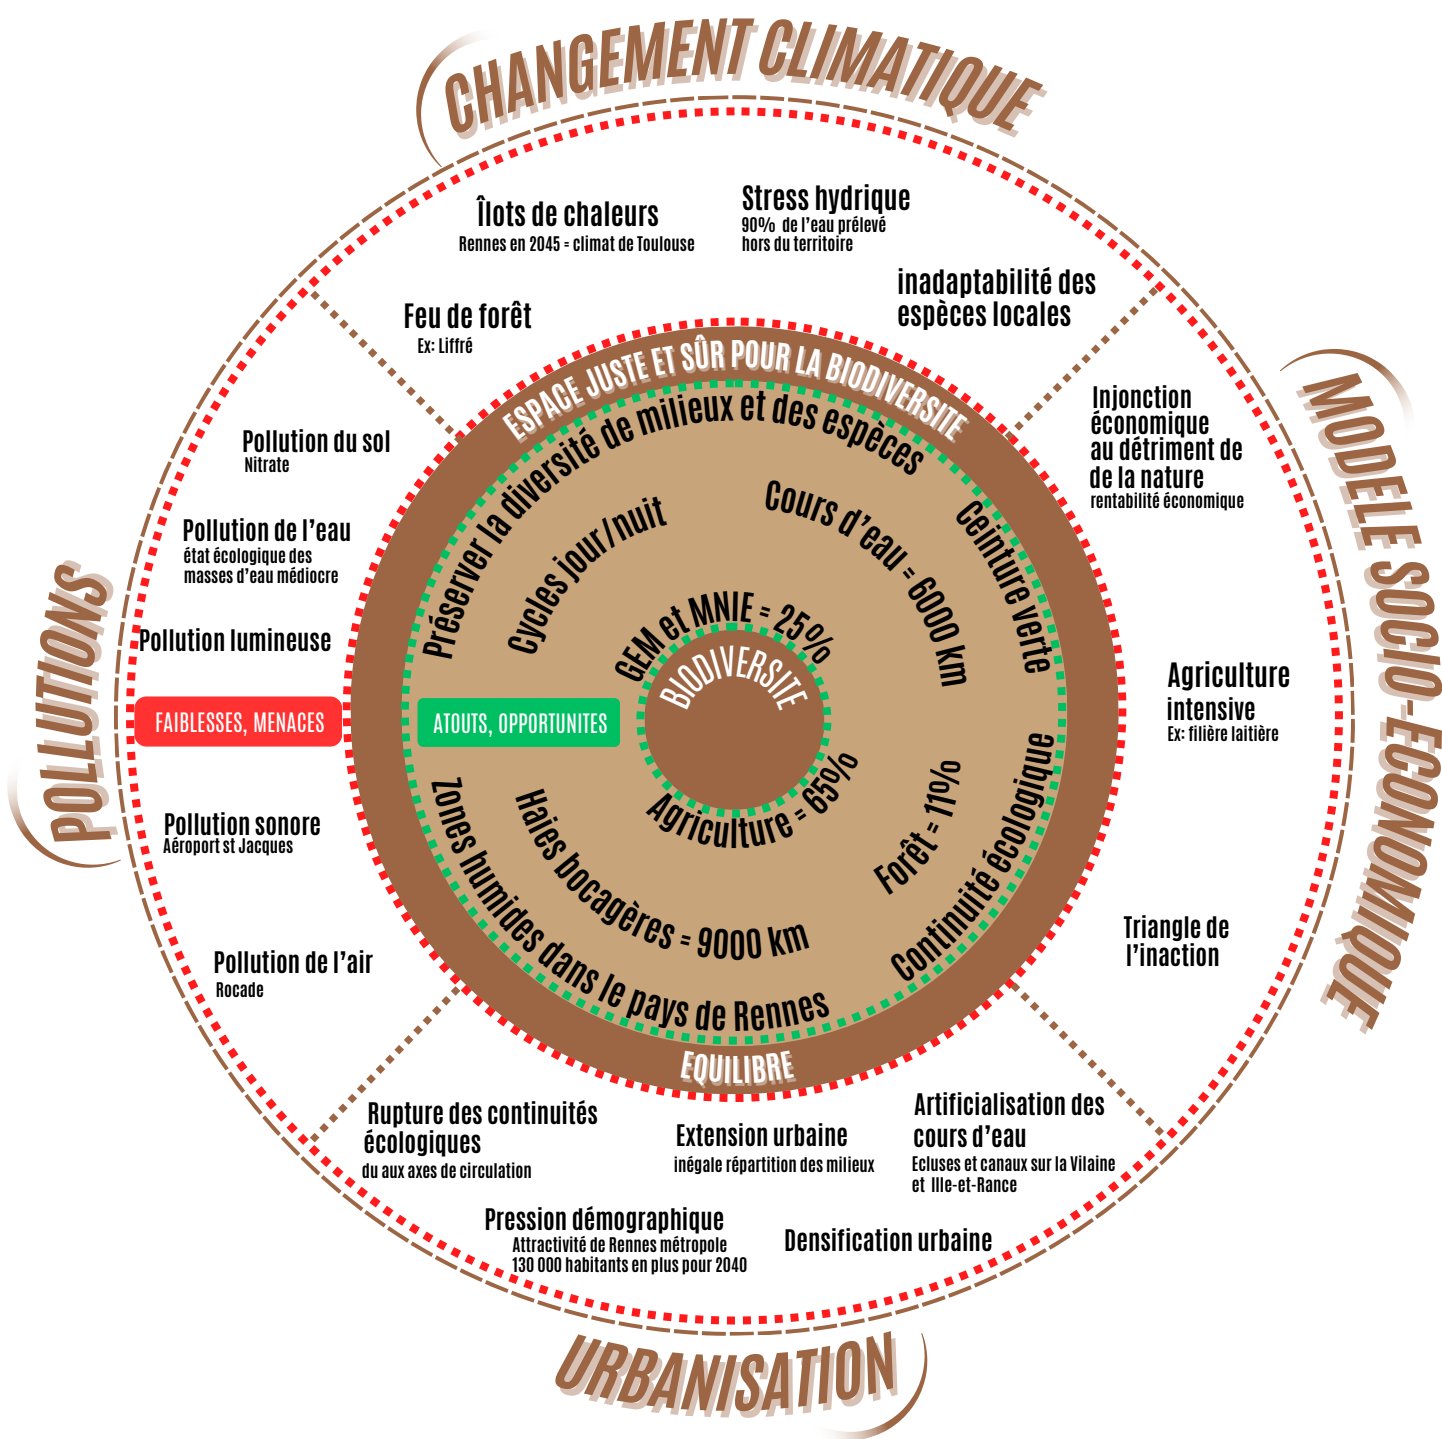 CHANGEMENT CLIMATIQUE
Îlots de chaleurs
Rennes en 2045 = climat de Toulouse
Stress hydrique
90% de l'eau prélevé
hors du territoire
inadaptabilité des
espèces locales
Feu de forêt
Ex: Liffré
MODELE SOCIO-ECONOMIQUE
Injonction
économique
au détriment de
de la nature
rentabilité économique
Agriculture
intensive
Ex: filière laitière
Triangle de
l'inaction
POLLUTIONS
Pollution du sol
Nitrate
Pollution de l'eau
état écologique des
masses d'eau médiocre
Pollution lumineuse
FAIBLESSES, MENACES
Pollution sonore
Aéroport st Jacques
Pollution de l'air
Rocade
ESPACE JUSTE ET SÛR POUR LA BIODIVERSITE
Préserver la diversité de milieux et des espèces
Cycles jour/nuit
Cours d'eau = 6000 km
Ceinture verte
GEM et MNIE = 25%
BIODIVERSITE
ATOUTS, OPPORTUNITES
Agriculture = 65%
Forêt = 11%
Continuité écologique
Haies bocagères = 9000 km
Zones humides dans le pays de Rennes
EQUILIBRE
Rupture des continuités
écologiques
du aux axes de circulation
Extension urbaine
inégale répartition des milieux
Artificialisation des
cours d'eau
Ecluses et canaux sur la Vilaine
et Ille-et-Rance
Pression démographique
Attractivité de Rennes métropole
130 000 habitants en plus pour 2040
Densification urbaine
URBANISATION